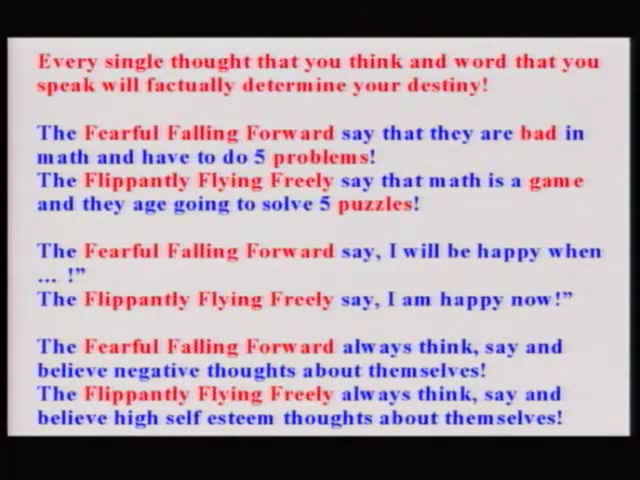 Every single thought that you think and word that you
speak will factually determine your destiny!
The Fearful Falling Forward say that they are bad in
math and have to do 5 problems!
The Flippantly Flying Freely say that math is a game
and they age going to solve 5 puzzles!
The Fearful Falling Forward say, I will be happy when
... !”
The Flippantly Flying Freely say, I am happy now!”
The Fearful Falling Forward always think, say and
believe negative thoughts about themselves!
The Flippantly Flying Freely always think, say and
believe high self esteem thoughts about themselves!